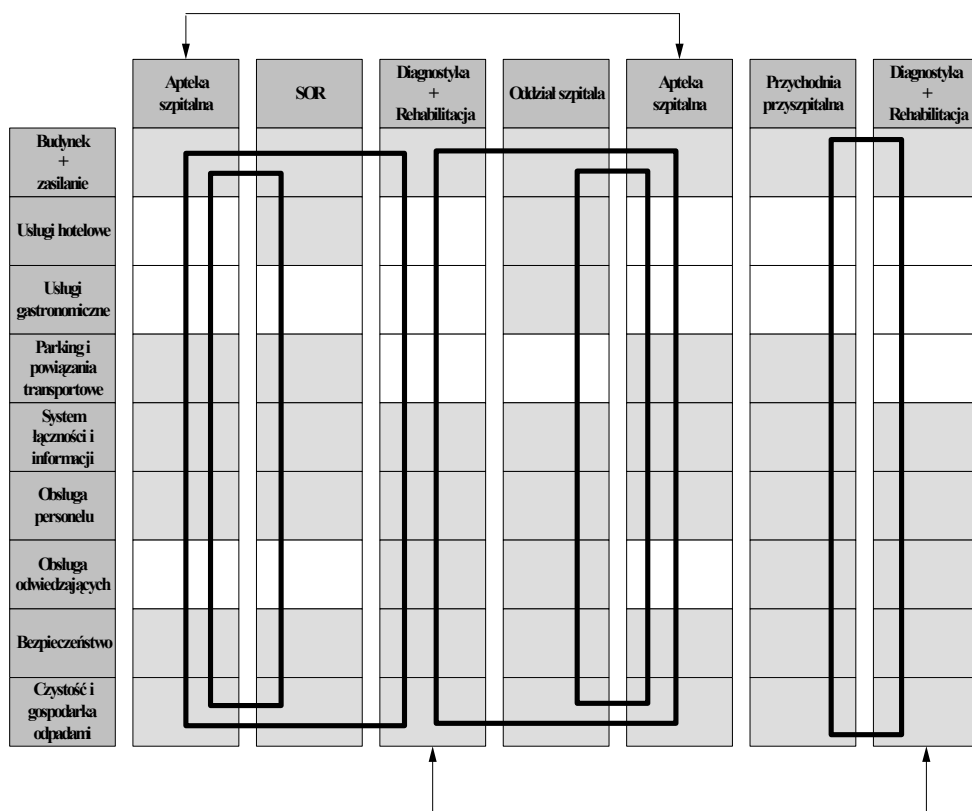 Apteka
szpitalna
SOR
Diagnostyka
+
Rehabilitacja
Oddział szpitala
Apteka
szpitalna
Przychodnia
przyszpitalna
Diagnostyka
+
Rehabilitacja
Budynek
+
zasilanie
Usługi hotelowe
Usługi
gastronomiczne
Parking i
powiązania
transportowe
System
łączności i
informacji
Obsługa
personelu
Obsługa
odwiedzających
Bezpieczeństwo
Czystość i
gospodarka
odpadami